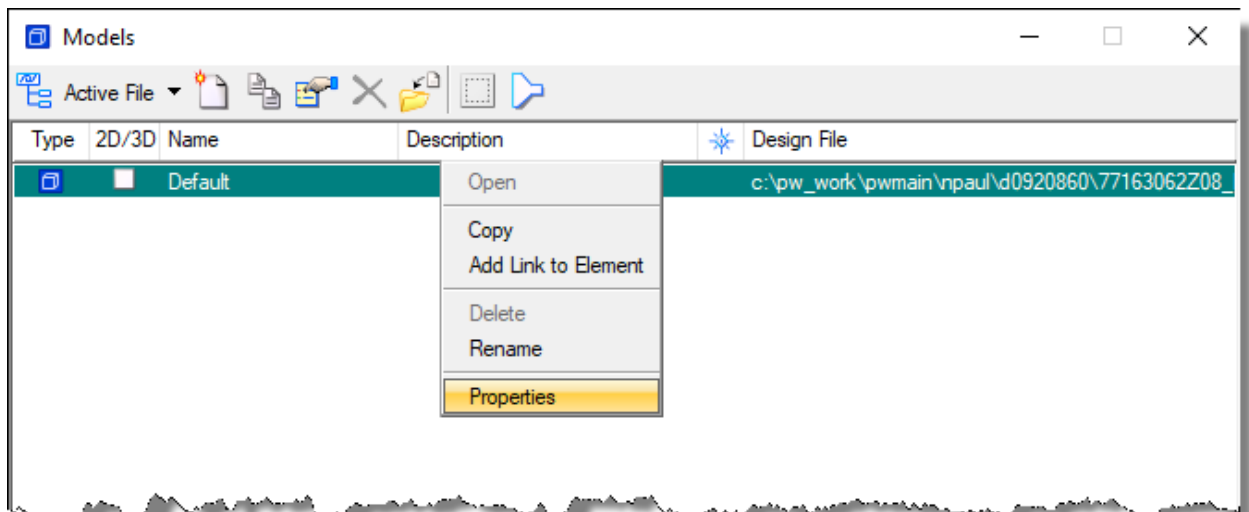 Models
Active File
Type 2D/3D Name Description Design File
Default c:\pw_work\pwmain\npaul\d0920860\77163062Z08_
Open
Copy
Add Link to Element
Delete
Rename
Properties